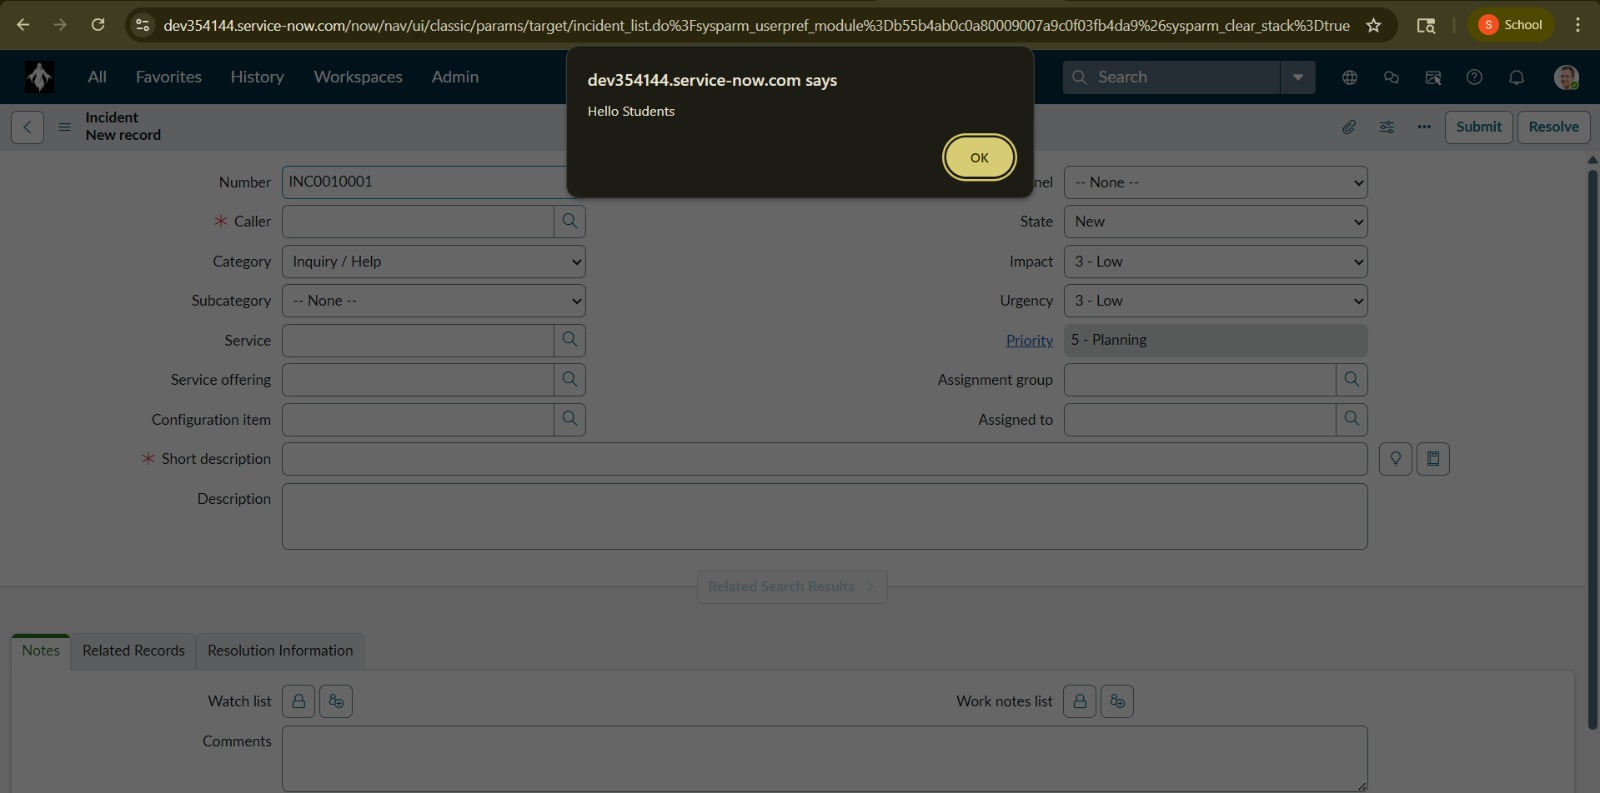 dev354144.service-now.com/now/nav/ui/classic/params/target/incident_list.do%3Fsysparm_userpref_module%3Db55b4ab0c0a80009007a9c0f03fb4da9%26sysparm_clear_stack%3Dtrue
S School
All Favorites History Workspaces Admin
Search
dev354144.service-now.com says
Hello Students
OK
Incident
New record
Submit Resolve
Number INC0010001
nel -- None --
Caller
State New
Category Inquiry / Help
Impact 3 - Low
Subcategory -- None --
Urgency 3 - Low
Service
Priority 5 - Planning
Service offering
Assignment group
Configuration item
Assigned to
Short description
Description
Related Search Results
Notes Related Records Resolution Information
Watch list
Work notes list
Comments